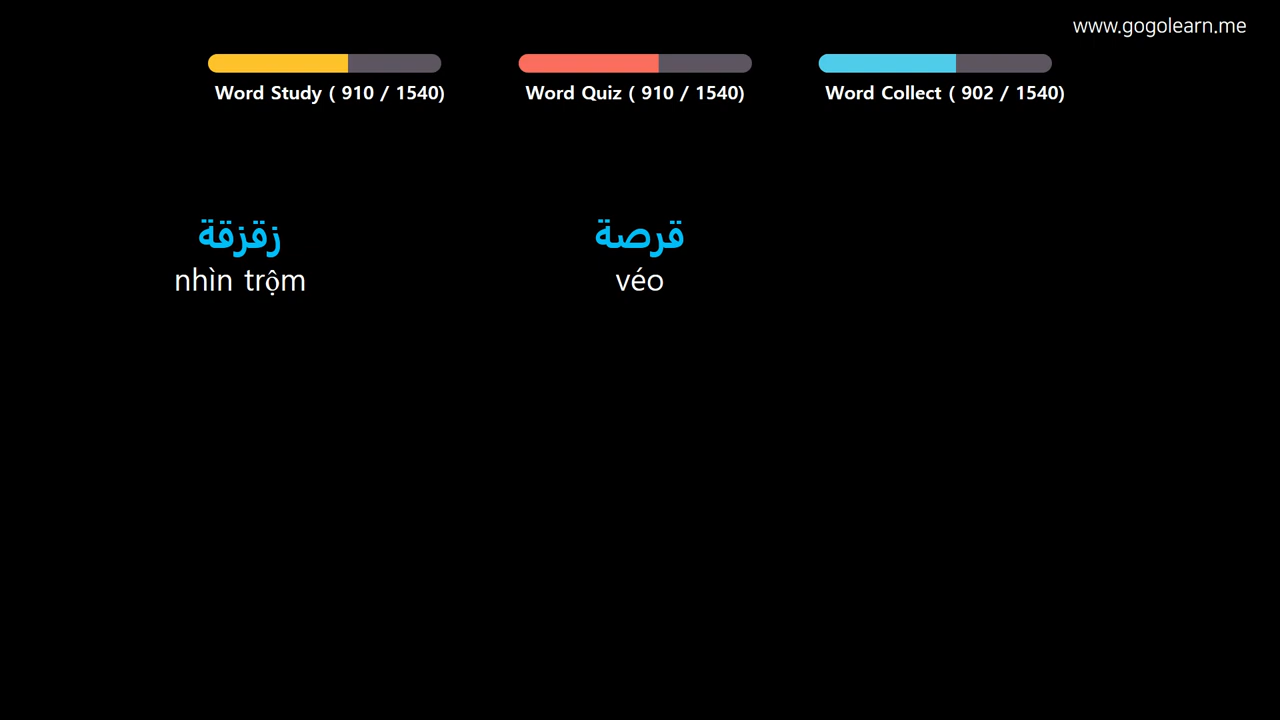 www.gogolearn.me
Word Study ( 910 / 1540)
Word Quiz ( 910 / 1540)
Word Collect ( 902 / 1540)
زقزقة
nhìn trộm
قرصة
véo